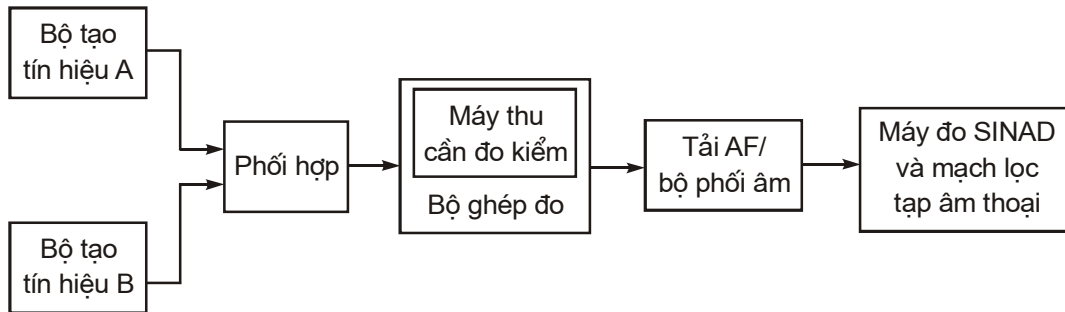 Bộ tạo
tín hiệu A
Phối hợp
Máy thu
cần đo kiểm
Bộ ghép đo
Tải AF/
bộ phối âm
Máy đo SINAD
và mạch lọc
tạp âm thoại
Bộ tạo
tín hiệu B